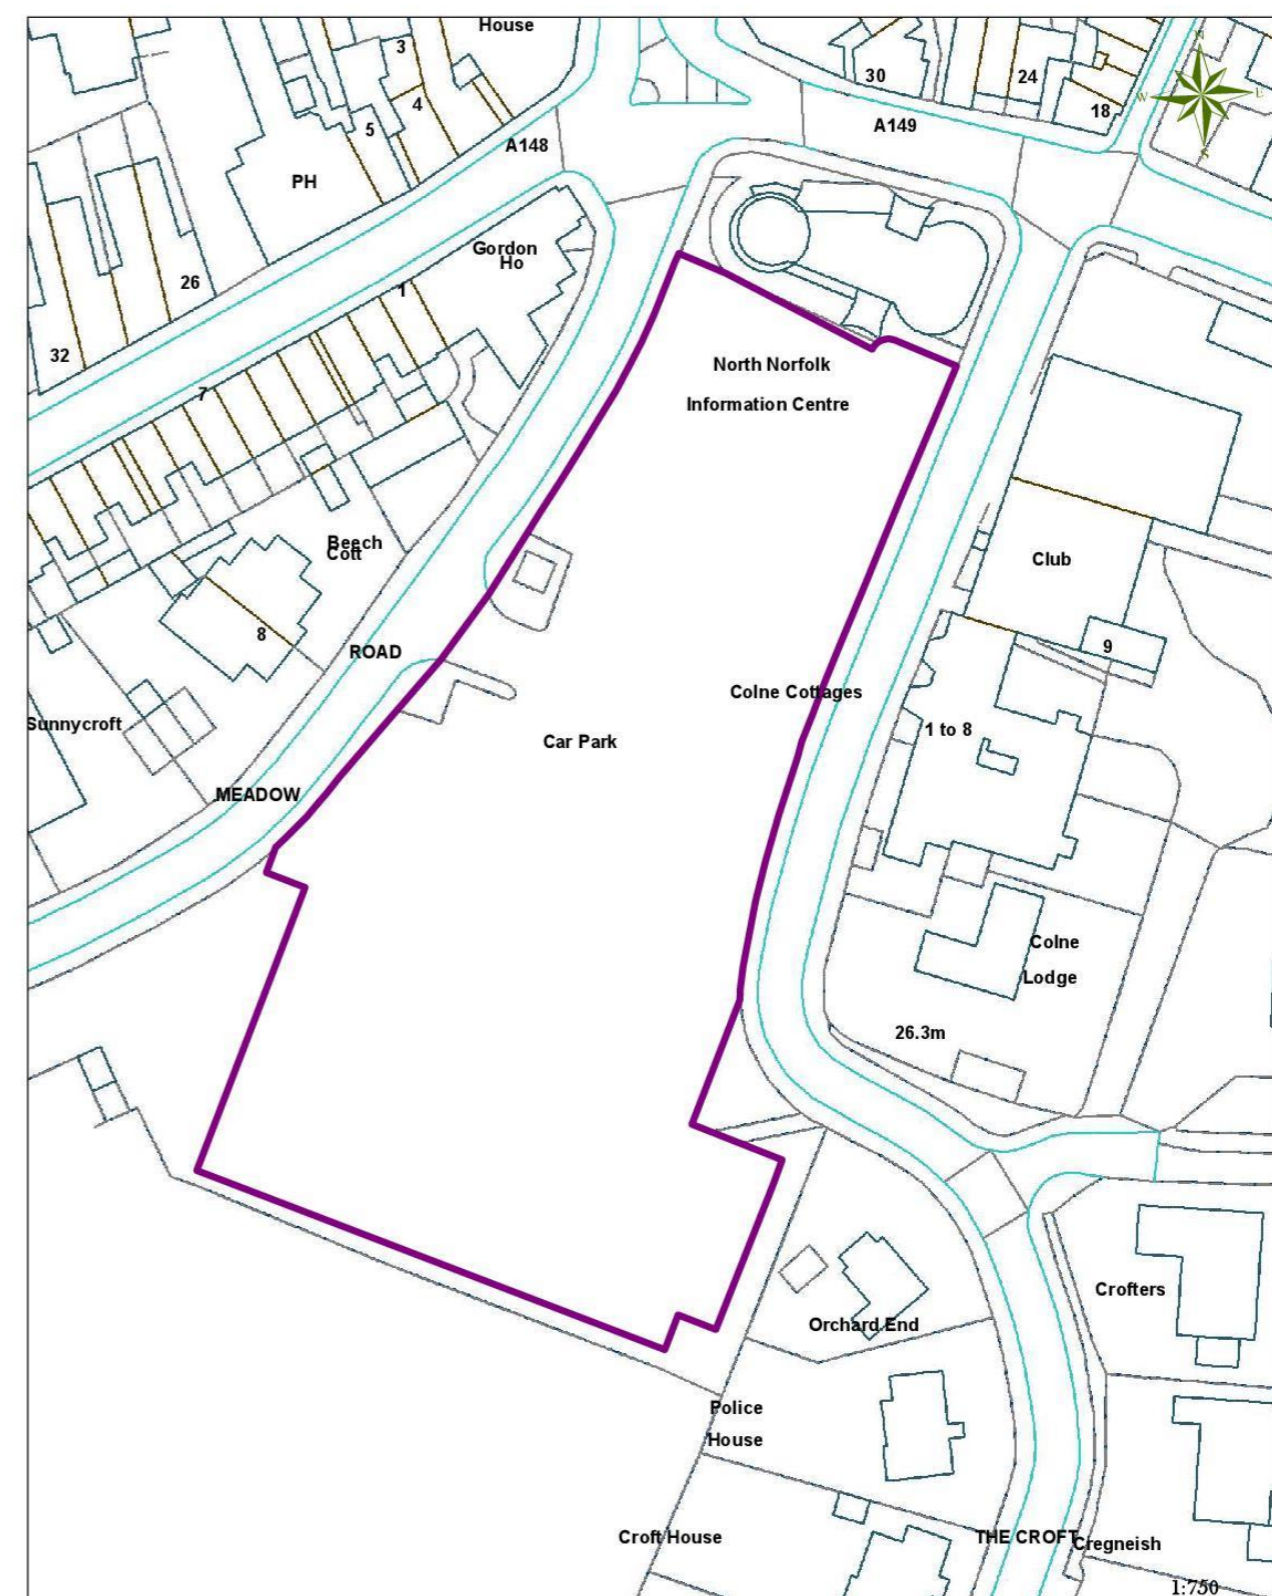 House
3
30
24
7
N
W
E
S
4
18
5
A149
A148
PH
Gordon
Ho
26
1
32
North Norfolk
7
Information Centre
Beech
Cott
Club
8
9
ROAD
Colne Cottages
Sunnycroft
1 to 8
Car Park
MEADOW
Colne
Lodge
26.3m
Crofters
Orchard End
Police
House
Croft House
THE CROFT
Cregneish
1:750